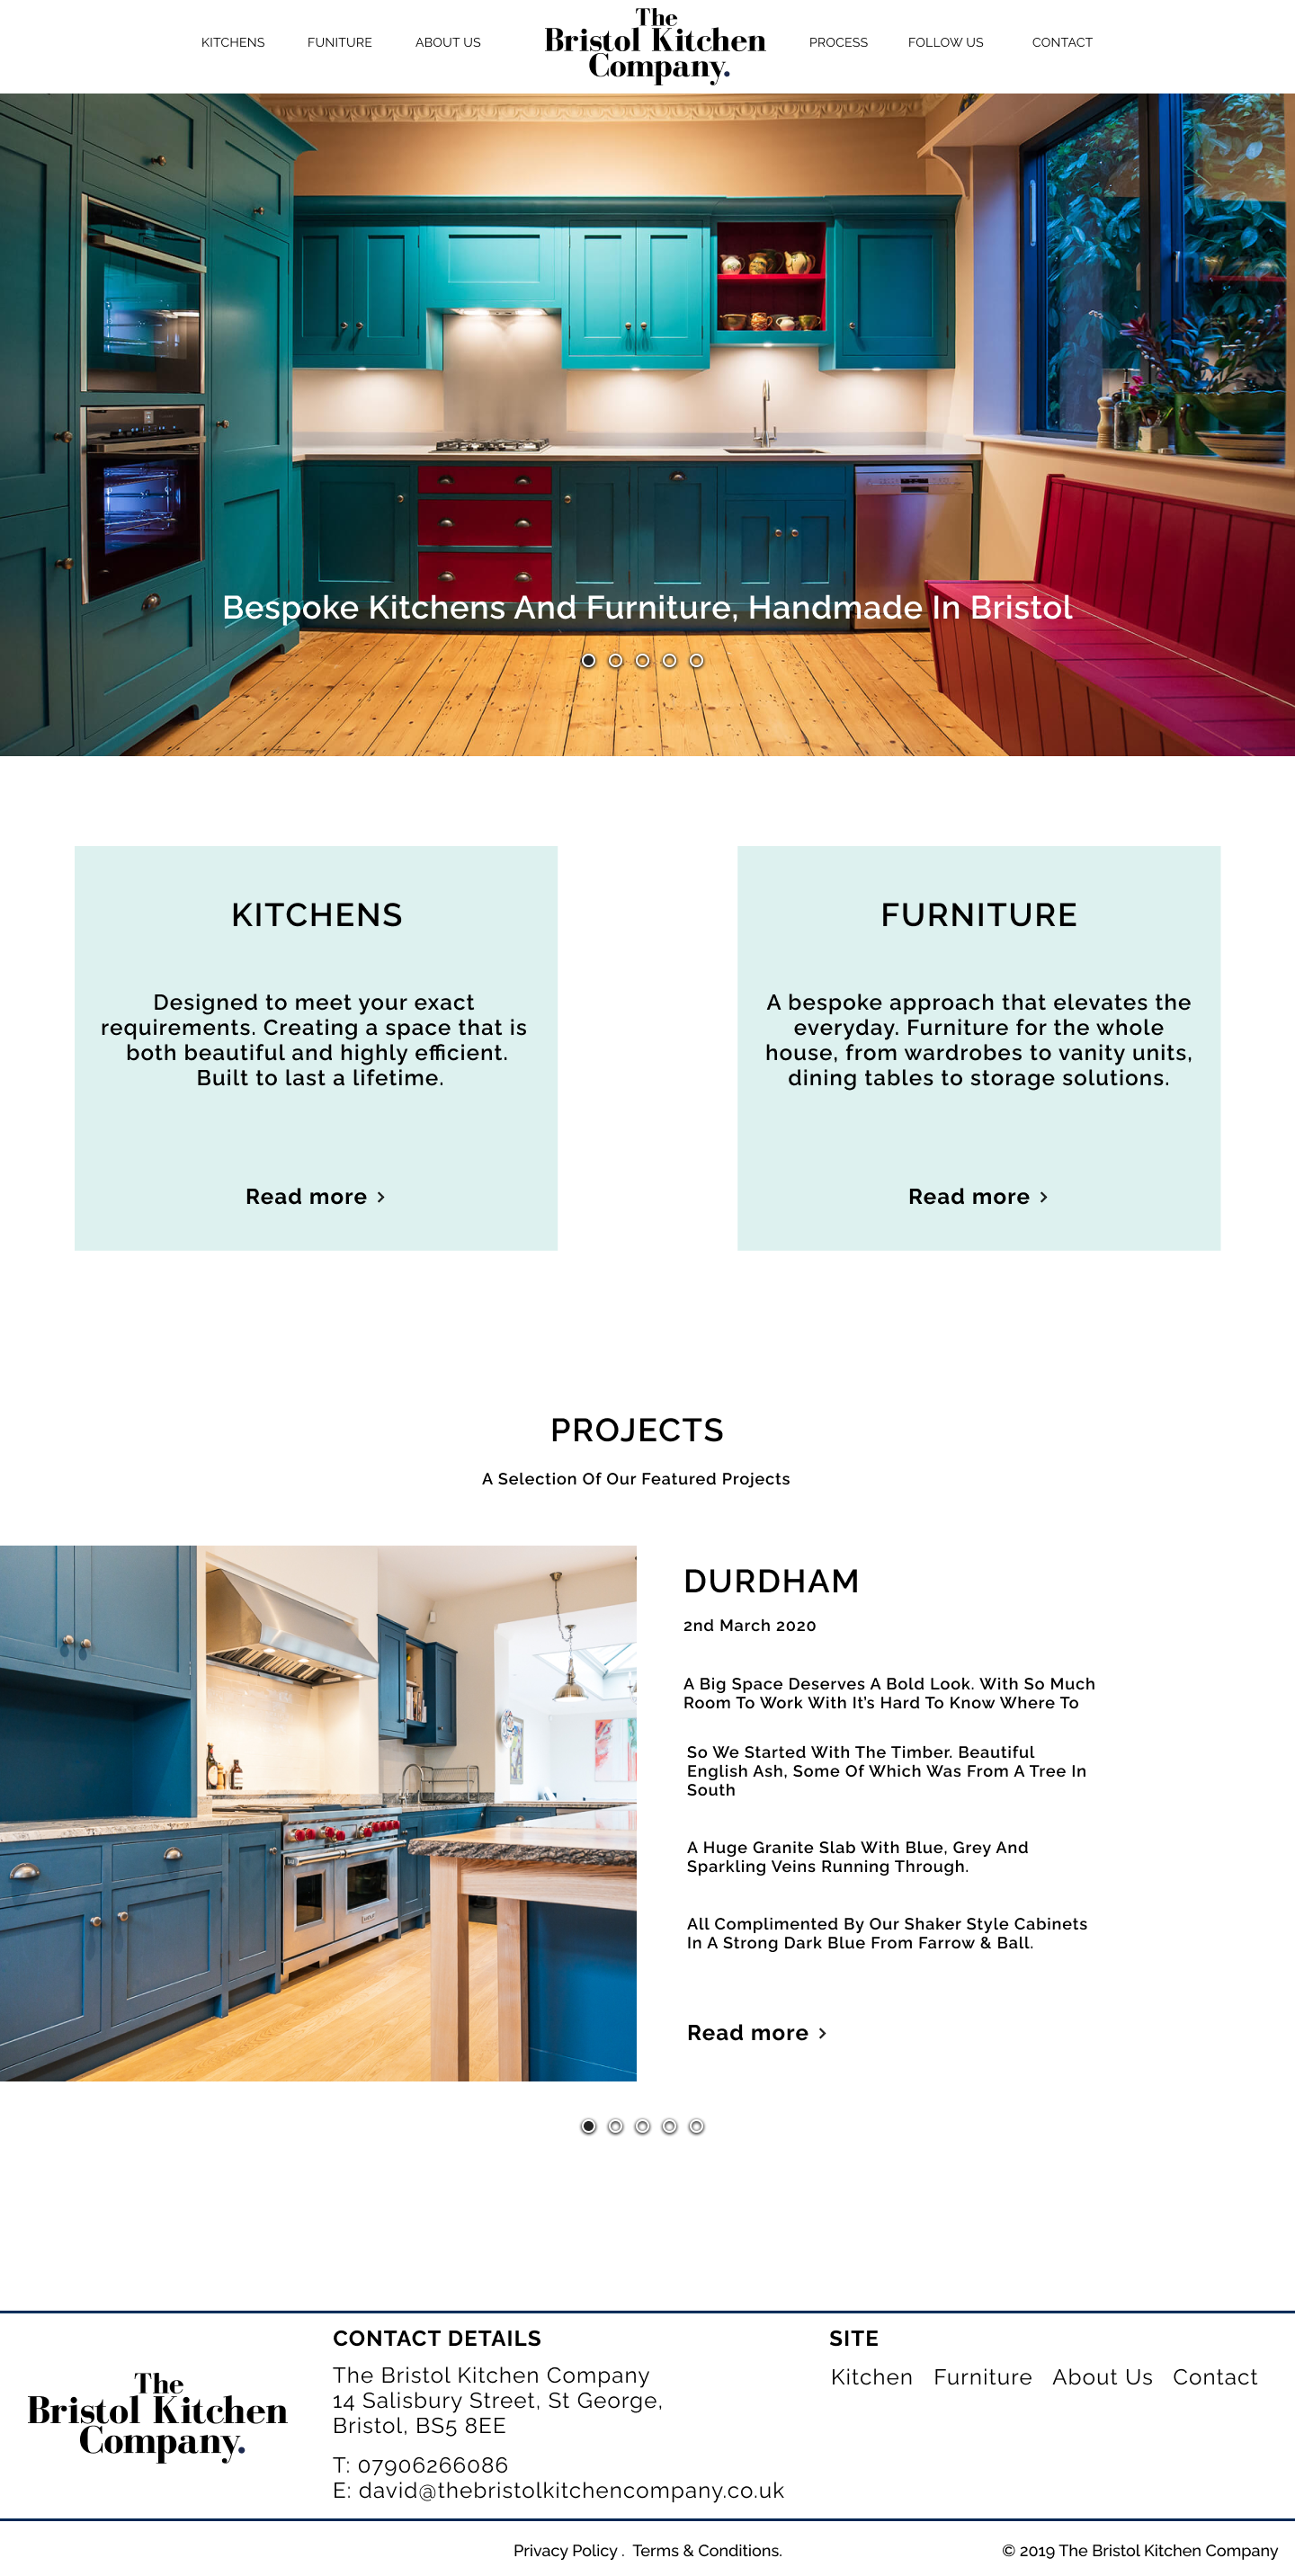 The
KITCHENS FUNITURE ABOUT US Bristol Kitchen PROCESS FOLLOW US CONTACT
Company.
Bespoke Kitchens And Furniture, Handmade In Bristol
KITCHENS
Designed to meet your exact
requirements. Creating a space that is
both beautiful and highly efficient.
Built to last a lifetime.
Read more >
FURNITURE
A bespoke approach that elevates the
everyday. Furniture for the whole
house, from wardrobes to vanity units,
dining tables to storage solutions.
Read more >
PROJECTS
A Selection Of Our Featured Projects
DURDHAM
2nd March 2020
A Big Space Deserves A Bold Look. With So Much
Room To Work With It's Hard To Know Where To
So We Started With The Timber. Beautiful
English Ash, Some Of Which Was From A Tree In
South
A Huge Granite Slab With Blue, Grey And
Sparkling Veins Running Through.
All Complimented By Our Shaker Style Cabinets
In A Strong Dark Blue From Farrow & Ball.
Read more >
The
Bristol Kitchen
Company.
CONTACT DETAILS
The Bristol Kitchen Company
14 Salisbury Street, St George,
Bristol, BS5 8EE
T: 07906266086
E: david@thebristolkitchencompany.co.uk
SITE
Kitchen Furniture About Us Contact
Privacy Policy . Terms & Conditions.
© 2019 The Bristol Kitchen Company